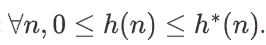 ∀n, 0 ≤ h(n) ≤ h*(n).